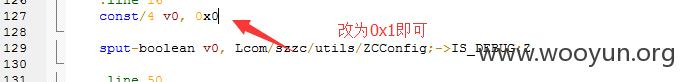 126 .line 16
127 const/4 v0, 0x0
128
129 sput-boolean v0, Lcom/szzc/utils/ZCConfig;->IS_DEBUG:Z
130
131 .line 50
改为0x1即可
www.wooyun.org